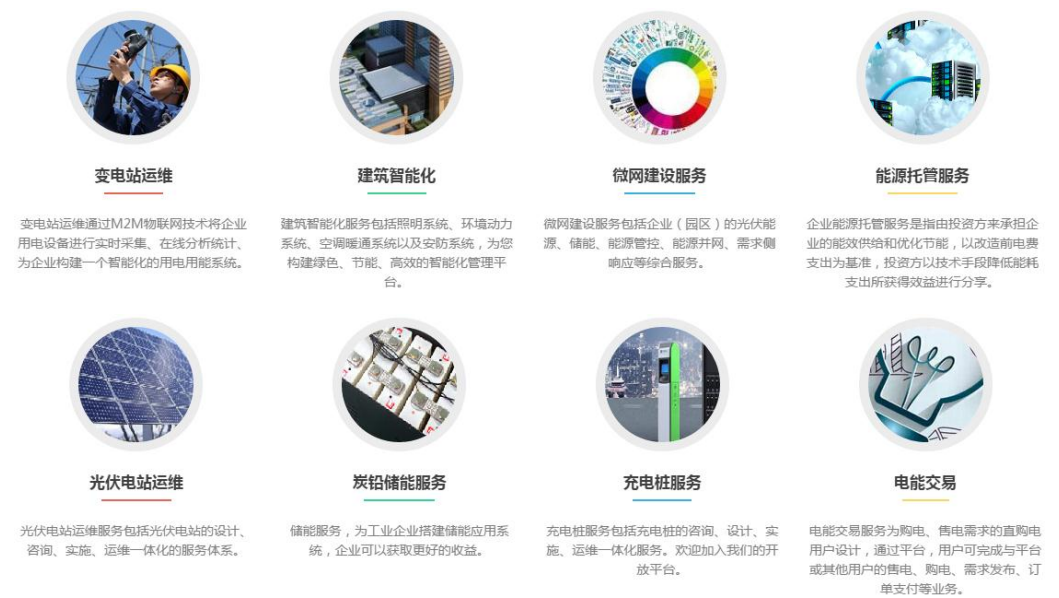 变电站运维
变电站运维通过M2M物联网技术将企业
用电设备进行实时采集、在线分析统计、
为企业构建一个智能化的用电用能系统。
建筑智能化
建筑智能化服务包括照明系统、环境动力
系统、空调暖通系统以及安防系统，为您
构建绿色、节能、高效的智能化管理平
台。
微网建设服务
微网建设服务包括企业（园区）的光伏能
源、储能、能源管控、能源并网、需求侧
响应等综合服务。
能源托管服务
企业能源托管服务是指由投资方来承担企
业的能效供给和优化节能，以改造前电费
支出为基准，投资方以技术手段降低能耗
支出所获得效益进行分享。
光伏电站运维
光伏电站运维服务包括光伏电站的设计、
咨询、实施、运维一体化的服务体系。
炭铅储能服务
储能服务，为工业企业搭建储能应用系
统，企业可以获取更好的收益。
充电桩服务
充电桩服务包括充电桩的咨询、设计、实
施、运维一体化服务。欢迎加入我们的开
放平台。
电能交易
电能交易服务为购电、售电需求的直购电
用户设计，通过平台，用户可完成与平台
或其他用户的售电、购电、需求发布、订
单支付等业务。